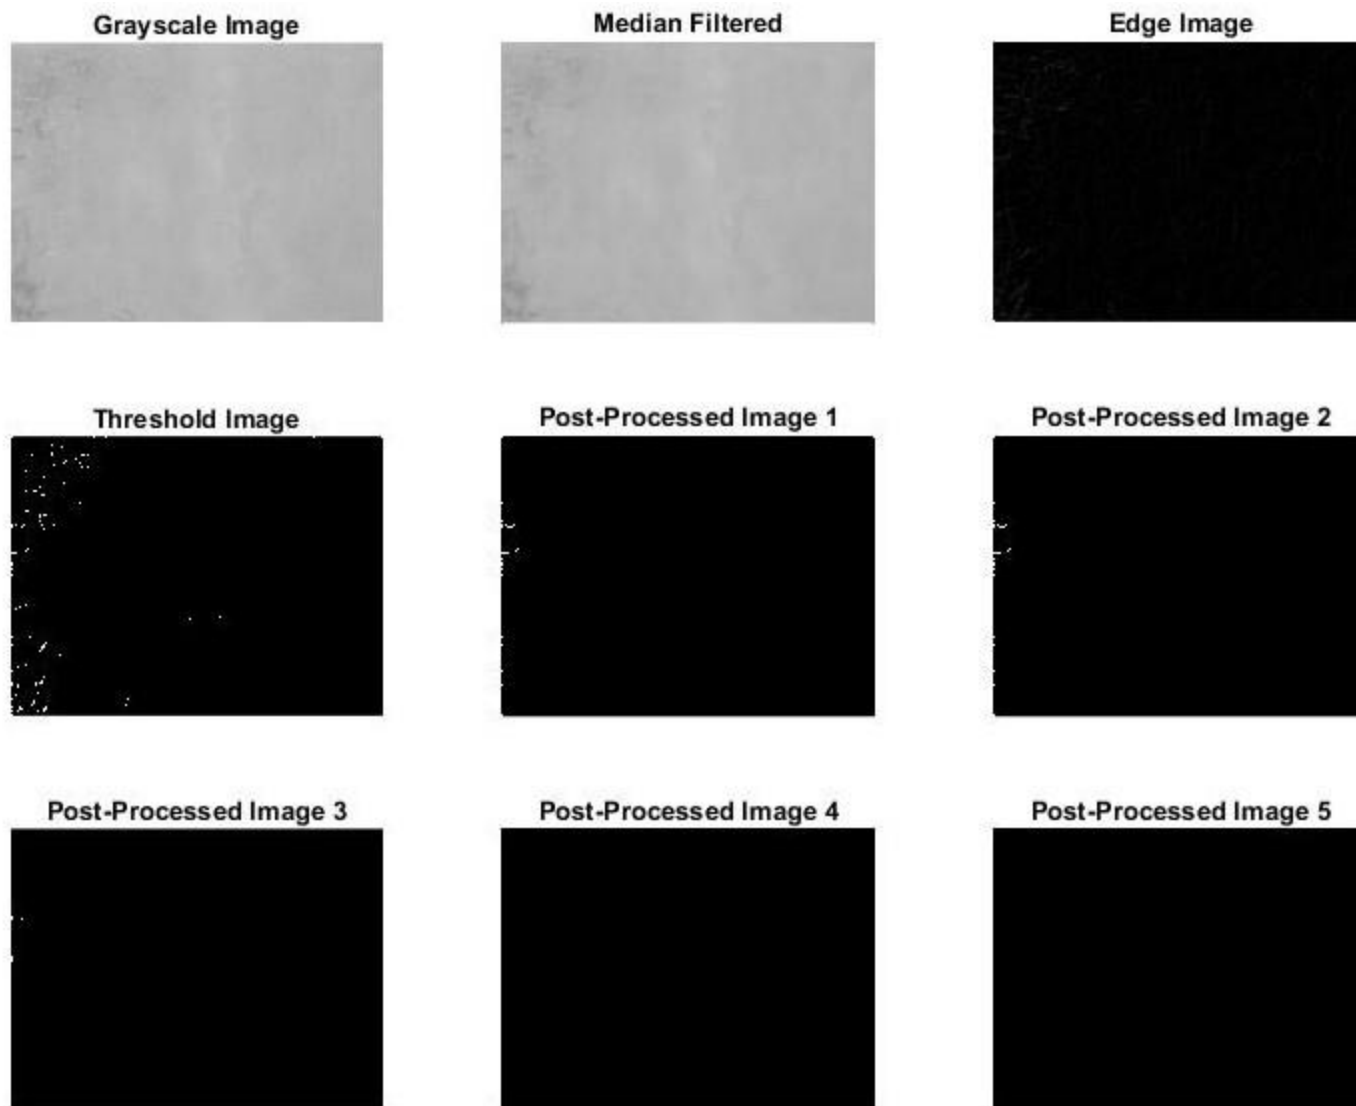 Grayscale Image
Median Filtered
Edge Image
Threshold Image
Post-Processed Image 1
Post-Processed Image 2
Post-Processed Image 3
Post-Processed Image 4
Post-Processed Image 5